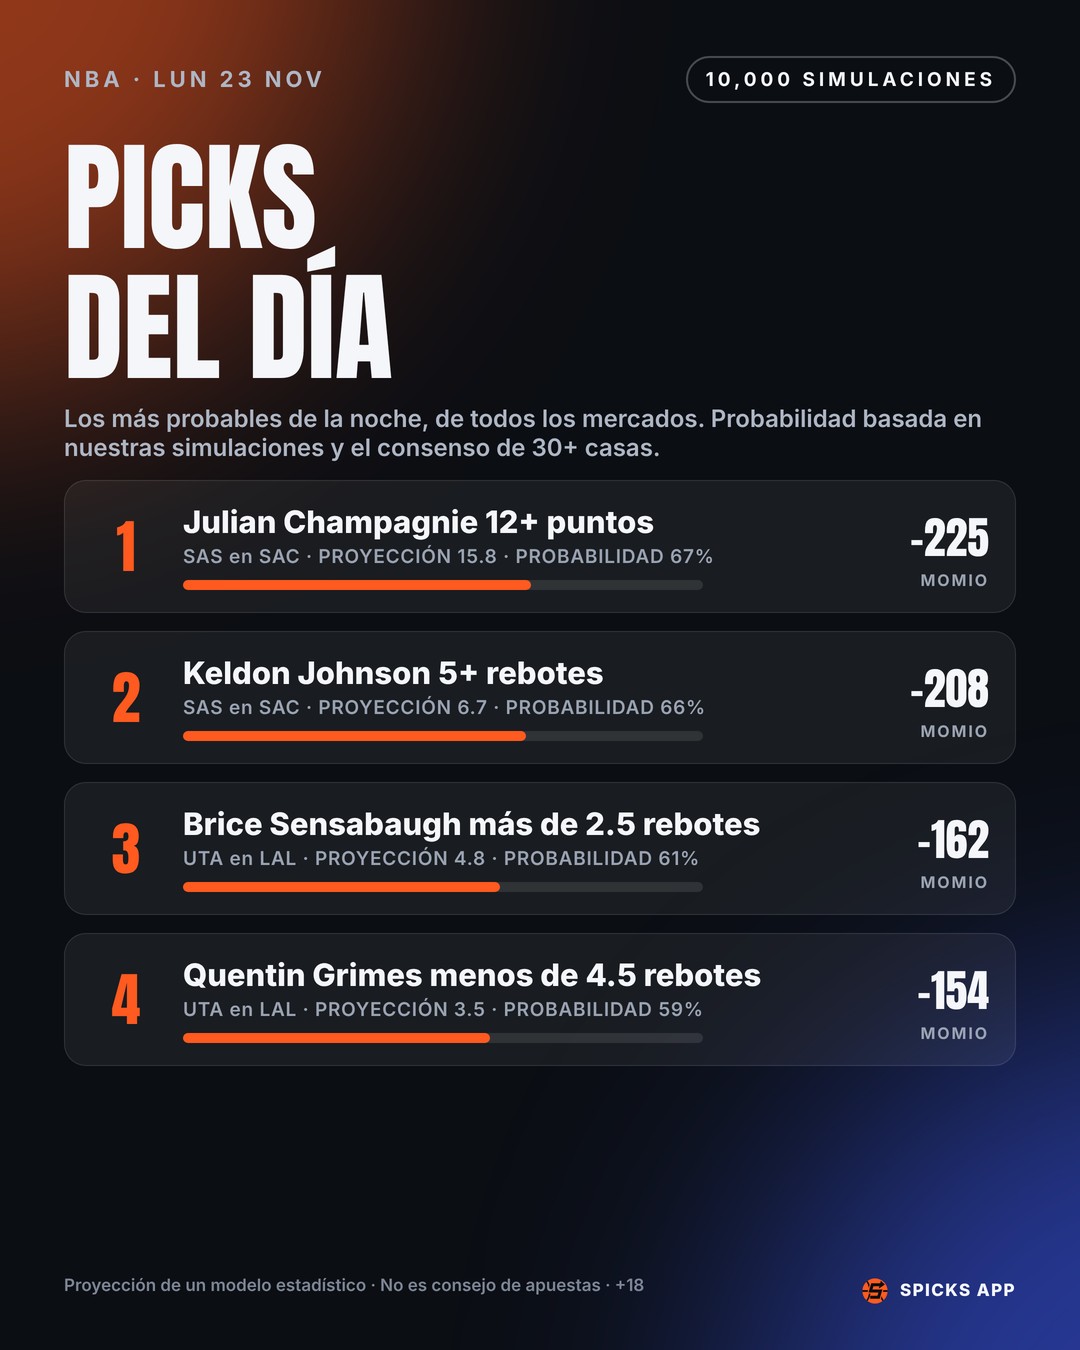 NBA · LUN 23 NOV
10,000 SIMULACIONES
PICKS
DEL DÍA
Los más probables de la noche, de todos los mercados. Probabilidad basada en
nuestras simulaciones y el consenso de 30+ casas.
1
Julian Champagnie 12+ puntos
SAS en SAC · PROYECCIÓN 15.8 · PROBABILIDAD 67%
-225
MOMIO
2
Keldon Johnson 5+ rebotes
SAS en SAC · PROYECCIÓN 6.7 · PROBABILIDAD 66%
-208
MOMIO
3
Brice Sensabaugh más de 2.5 rebotes
UTA en LAL · PROYECCIÓN 4.8 · PROBABILIDAD 61%
-162
MOMIO
4
Quentin Grimes menos de 4.5 rebotes
UTA en LAL · PROYECCIÓN 3.5 · PROBABILIDAD 59%
-154
MOMIO
Proyección de un modelo estadístico · No es consejo de apuestas · +18
SPICKS APP